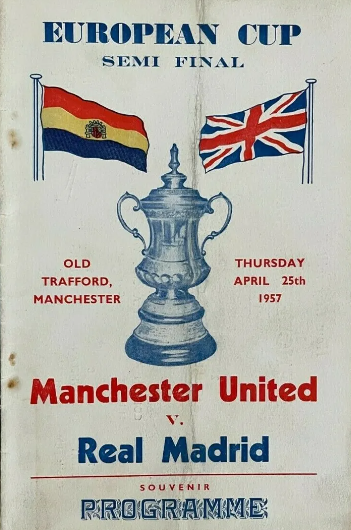 EUROPEAN CUP
SEMI FINAL
OLD
TRAFFORD,
MANCHESTER
THURSDAY
APRIL 25th
1957
Manchester United
v.
Real Madrid
SOUVENIR
PROGRAMME